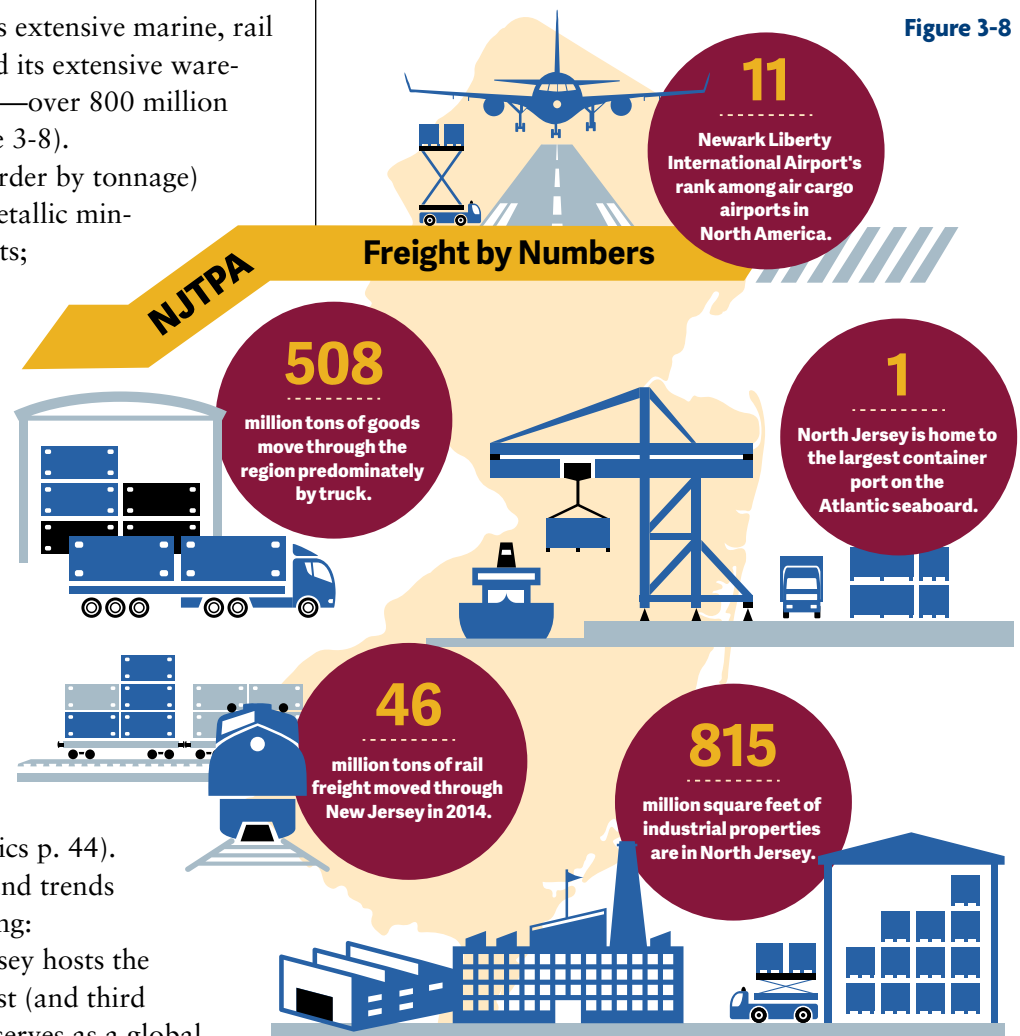 s extensive marine, rail
d its extensive ware-
—over 800 million
e 3-8).
rder by tonnage)
etallic min-
ts;
Figure 3-8
11
Newark Liberty
International Airport's
rank among air cargo
airports in
North America.
NJTPA
Freight by Numbers
508
million tons of goods
move through the
region predominately
by truck.
1
North Jersey is home to
the largest container
port on the
Atlantic seaboard.
46
million tons of rail
freight moved through
New Jersey in 2014.
815
million square feet of
industrial properties
are in North Jersey.
ics p. 44).
nd trends
ng:
sey hosts the
st (and third
serves as a global